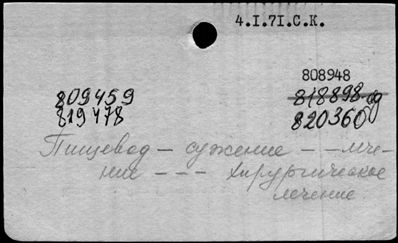 4.I.7I.С.К.
808948
809459
818898
819478
820360
Пищевод – сужение – – лече-
ние – – – Хирургическое
лечение.